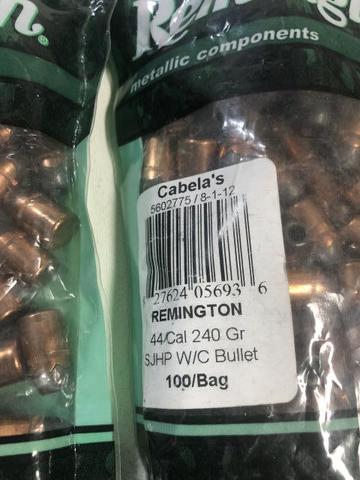 n®
Remington
metallic components
Cabela's
5602775 / 8-1-12
27624 05693 6
REMINGTON
44/Cal 240 Gr
SJHP W/C Bullet
100/Bag